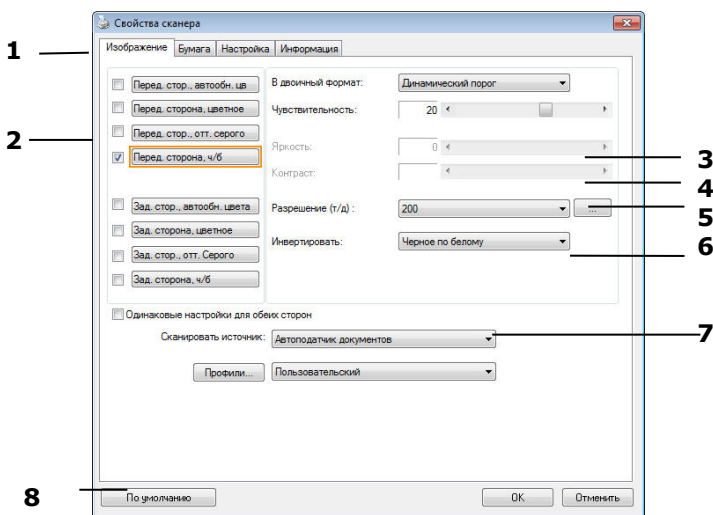 Свойства сканера
1
Изображение Бумага Настройка Информация
Перед. стор., автообн. цв
В двоичный формат: Динамический порог
Перед. сторона, цветное
Чувствительность: 20
2
Перед. стор., отт. серого
Яркость: 0
Перед. сторона, ч/б
3
Контраст:
4
Зад. стор., автообн. цвета
Разрешение (т/д) : 200 ...
5
Зад. сторона, цветное
Инвертировать: Черное по белому
6
Зад. стор., отт. Серого
Зад. сторона, ч/б
Одинаковые настройки для обеих сторон
Сканировать источник: Автоподатчик документов
7
Профили... Пользовательский
8
По умолчанию OK Отменить